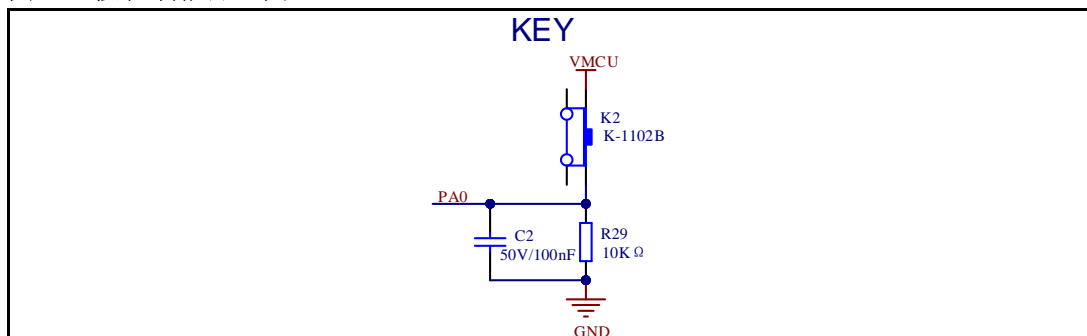 KEY
VMCU
K2
K-1102B
PA0
C2
50V/100nF
R29
10KΩ
GND